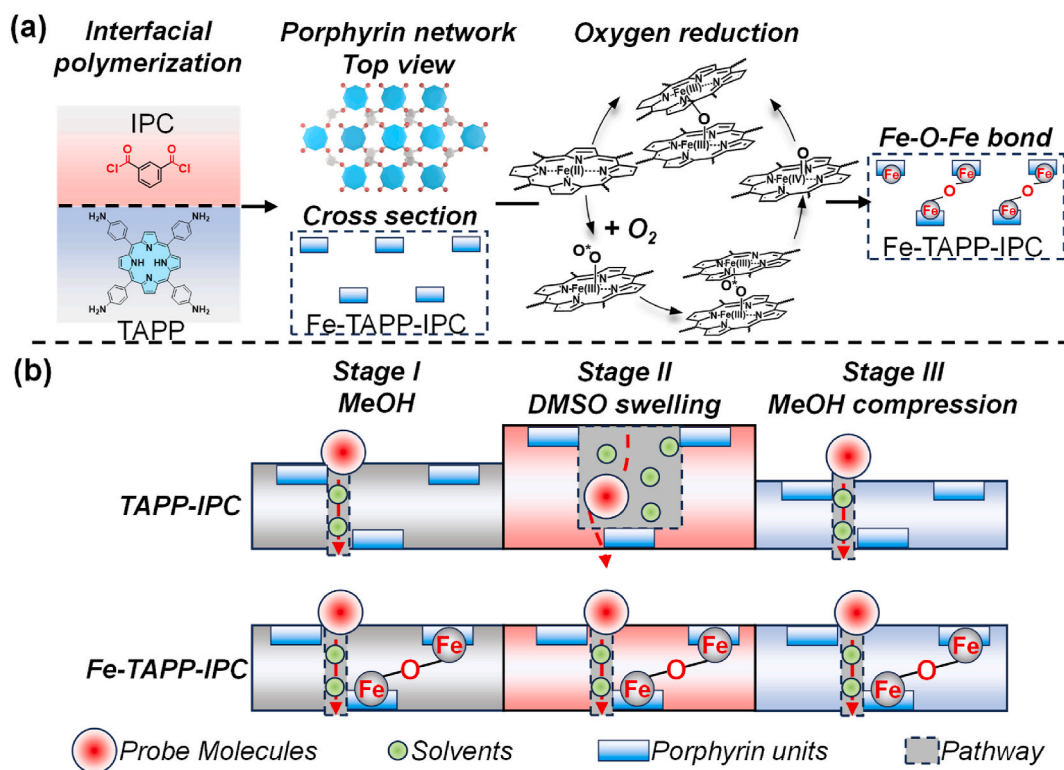 (a)
Interfacial
polymerization
Porphyrin network
Top view
Oxygen reduction
IPC
O
O
Cl
Cl
H₂N
NH₂
N
NH
HN
N
H₂N
NH₂
TAPP
Cross section
Fe-TAPP-IPC
N-Fe(II)---N
+ O₂
O*
N-Fe(III)---N
N-Fe(III)---N
O*
N-Fe(III)---N
O
N-Fe(IV)---N
N-Fe(III)---N
O
N-Fe(III)---N
Fe-O-Fe bond
Fe
Fe
Fe
O
O
Fe
Fe
Fe-TAPP-IPC
(b)
Stage I
MeOH
Stage II
DMSO swelling
Stage III
MeOH compression
TAPP-IPC
Fe-TAPP-IPC
Fe
O
Fe
Fe
O
Fe
Fe
O
Fe
Probe Molecules
Solvents
Porphyrin units
Pathway